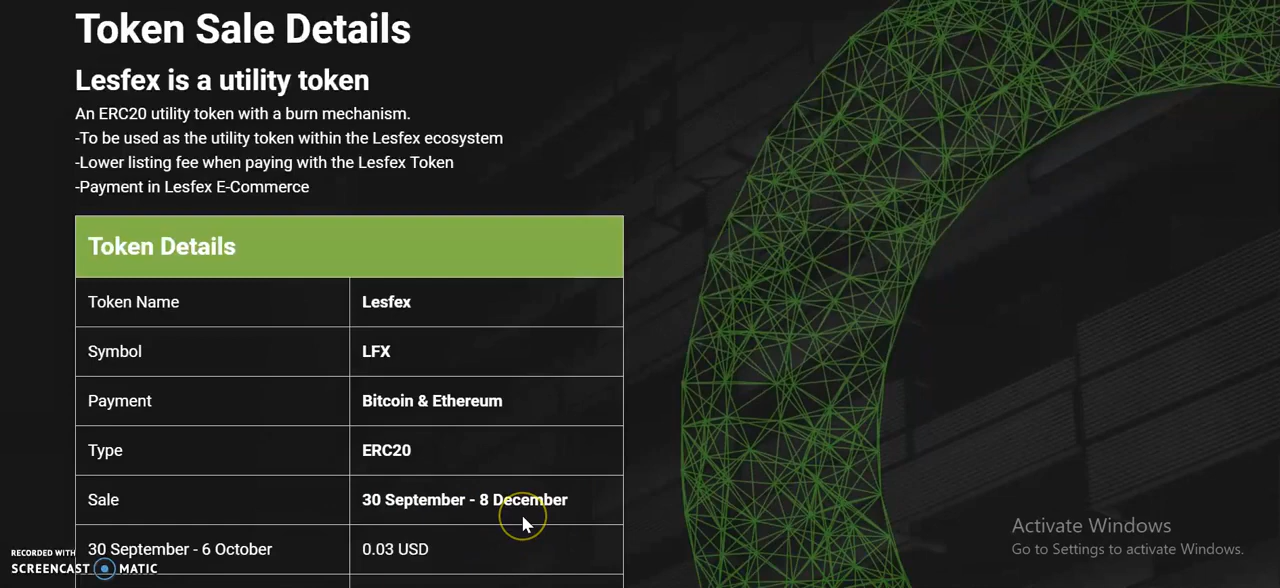 Token Sale Details
Lesfex is a utility token
An ERC20 utility token with a burn mechanism.
-To be used as the utility token within the Lesfex ecosystem
-Lower listing fee when paying with the Lesfex Token
-Payment in Lesfex E-Commerce
Token Details
Token Name Lesfex
Symbol LFX
Payment Bitcoin & Ethereum
Type ERC20
Sale 30 September - 8 December
30 September - 6 October 0.03 USD
Activate Windows
Go to Settings to activate Windows.
RECORDED WITH
SCREENCAST MATIC